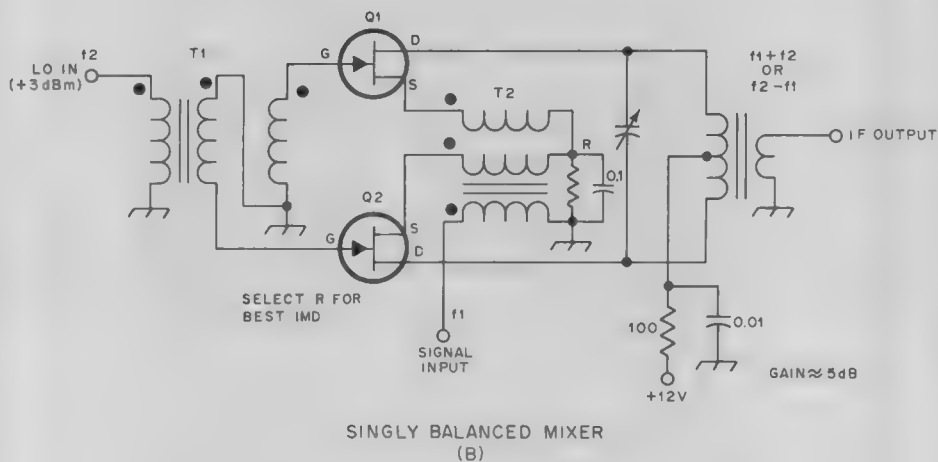 f2
LO IN
(+3dBm)
T1
G
Q1
D
S
T2
R
0.1
f1+f2
OR
f2-f1
IF OUTPUT
Q2
G
S
D
SELECT R FOR
BEST IMD
f1
SIGNAL
INPUT
100
0.01
+12V
GAIN≈5dB
SINGLY BALANCED MIXER
(B)